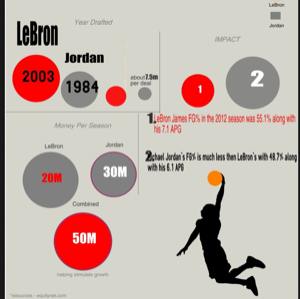 LeBron
Jordan
Year Drafted
LeBron
Jordan
2003
1984
about 7.5m
per deal
IMPACT
1
2
1. LeBron James FG% in the 2012 season was 55.1% along with
his 7.1 APG
2. chael Jordan's FG% is much less then LeBron's with 48.7% along
with his 6.1 APG
Money Per Season
LeBron
Jordan
20M
30M
Combined
50M
helping stimulate growth
*resources - equitynet.com